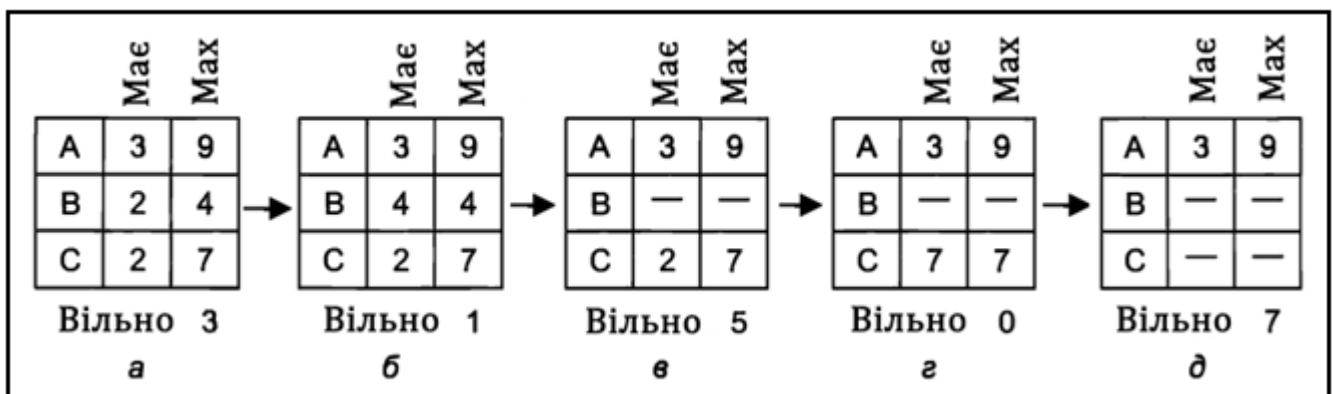 Має Max Має Max Має Max Має Max Має Max
A 3 9 A 3 9 A 3 9 A 3 9 A 3 9
B 2 4 B 4 4 B — — B — — B — —
C 2 7 C 2 7 C 2 7 C 7 7 C — —
Вільно 3 Вільно 1 Вільно 5 Вільно 0 Вільно 7
а б в г д